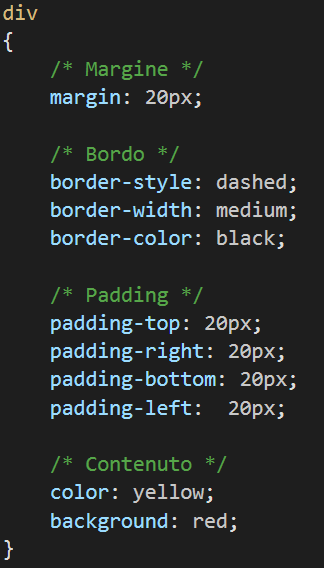 div
{
    /* Margine */
    margin: 20px;

    /* Bordo */
    border-style: dashed;
    border-width: medium;
    border-color: black;

    /* Padding */
    padding-top: 20px;
    padding-right: 20px;
    padding-bottom: 20px;
    padding-left:  20px;

    /* Contenuto */
    color: yellow;
    background: red;
}